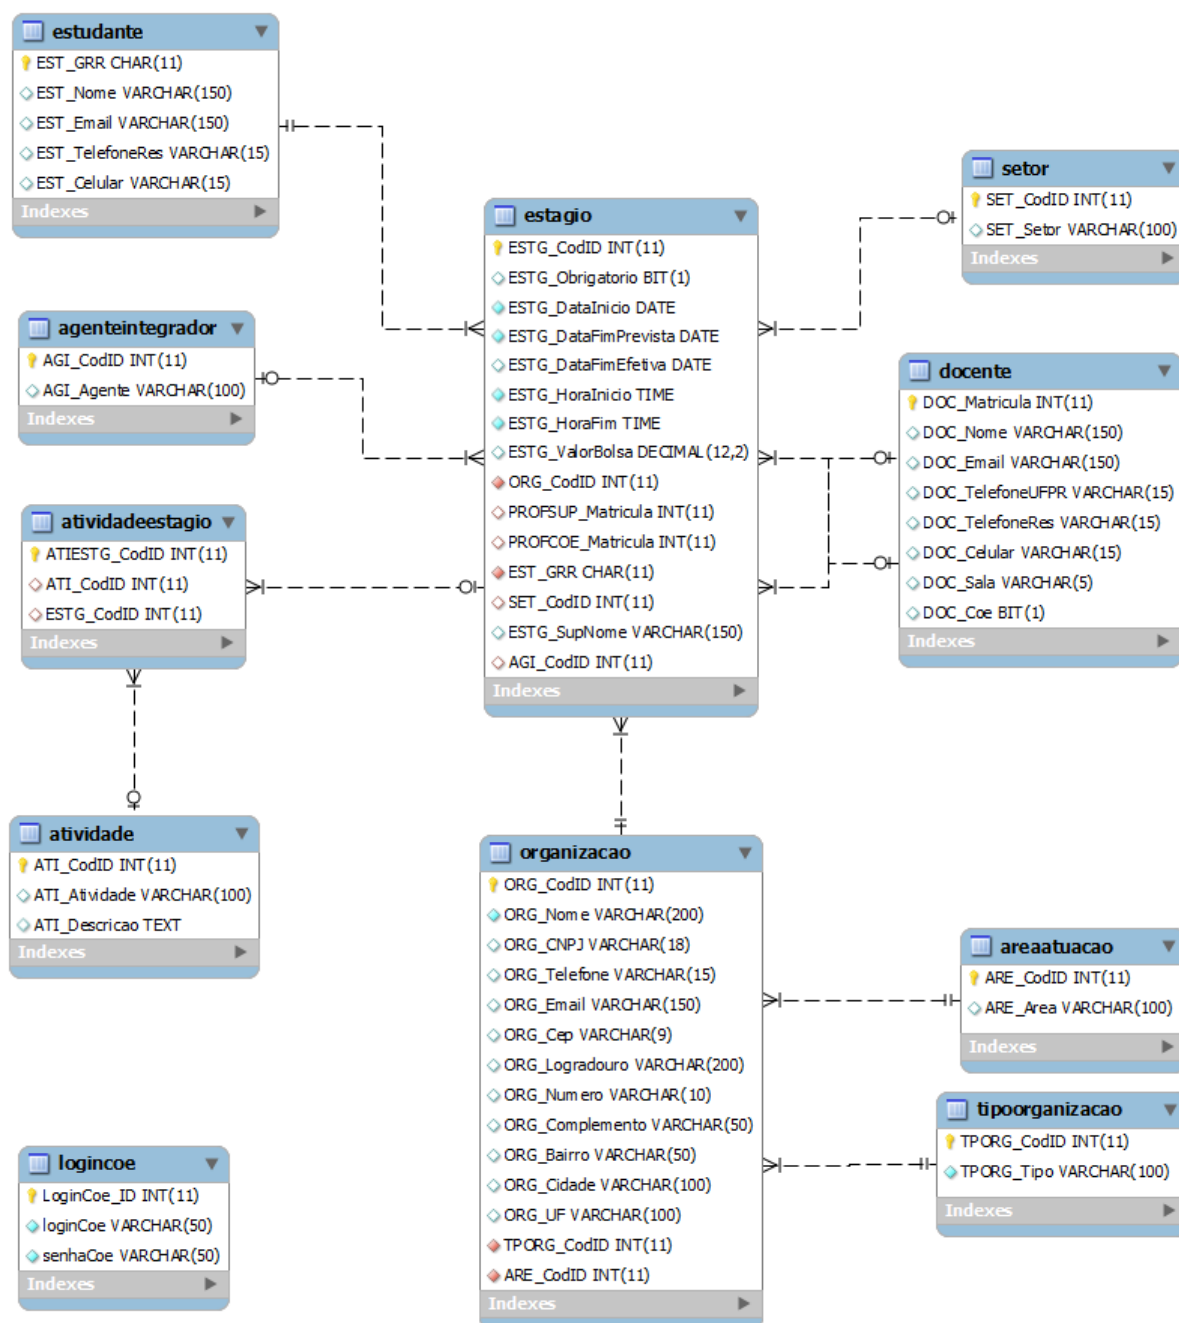 estudante
EST_GRR CHAR(11)
EST_Nome VARCHAR(150)
EST_Email VARCHAR(150)
EST_TelefoneRes VARCHAR(15)
EST_Celular VARCHAR(15)
Indexes
agenteintegrador
AGI_CodID INT(11)
AGI_Agente VARCHAR(100)
Indexes
atividadeestagio
ATIESTG_CodID INT(11)
ATI_CodID INT(11)
ESTG_CodID INT(11)
Indexes
atividade
ATI_CodID INT(11)
ATI_Atividade VARCHAR(100)
ATI_Descricao TEXT
Indexes
logincoe
LoginCoe_ID INT(11)
loginCoe VARCHAR(50)
senhaCoe VARCHAR(50)
Indexes
estagio
ESTG_CodID INT(11)
ESTG_Obrigatorio BIT(1)
ESTG_DataInicio DATE
ESTG_DataFimPrevista DATE
ESTG_DataFimEfetiva DATE
ESTG_HoraInicio TIME
ESTG_HoraFim TIME
ESTG_ValorBolsa DECIMAL(12,2)
ORG_CodID INT(11)
PROFSUP_Matricula INT(11)
PROFCOE_Matricula INT(11)
EST_GRR CHAR(11)
SET_CodID INT(11)
ESTG_SupNome VARCHAR(150)
AGI_CodID INT(11)
Indexes
organizacao
ORG_CodID INT(11)
ORG_Nome VARCHAR(200)
ORG_CNPJ VARCHAR(18)
ORG_Telefone VARCHAR(15)
ORG_Email VARCHAR(150)
ORG_Cep VARCHAR(9)
ORG_Logradouro VARCHAR(200)
ORG_Numero VARCHAR(10)
ORG_Complemento VARCHAR(50)
ORG_Bairro VARCHAR(50)
ORG_Cidade VARCHAR(100)
ORG_UF VARCHAR(100)
TPORG_CodID INT(11)
ARE_CodID INT(11)
Indexes
setor
SET_CodID INT(11)
SET_Setor VARCHAR(100)
Indexes
docente
DOC_Matricula INT(11)
DOC_Nome VARCHAR(150)
DOC_Email VARCHAR(150)
DOC_TelefoneUFPR VARCHAR(15)
DOC_TelefoneRes VARCHAR(15)
DOC_Celular VARCHAR(15)
DOC_Sala VARCHAR(5)
DOC_Coe BIT(1)
Indexes
areaatuacao
ARE_CodID INT(11)
ARE_Area VARCHAR(100)
Indexes
tipoorganizacao
TPORG_CodID INT(11)
TPORG_Tipo VARCHAR(100)
Indexes